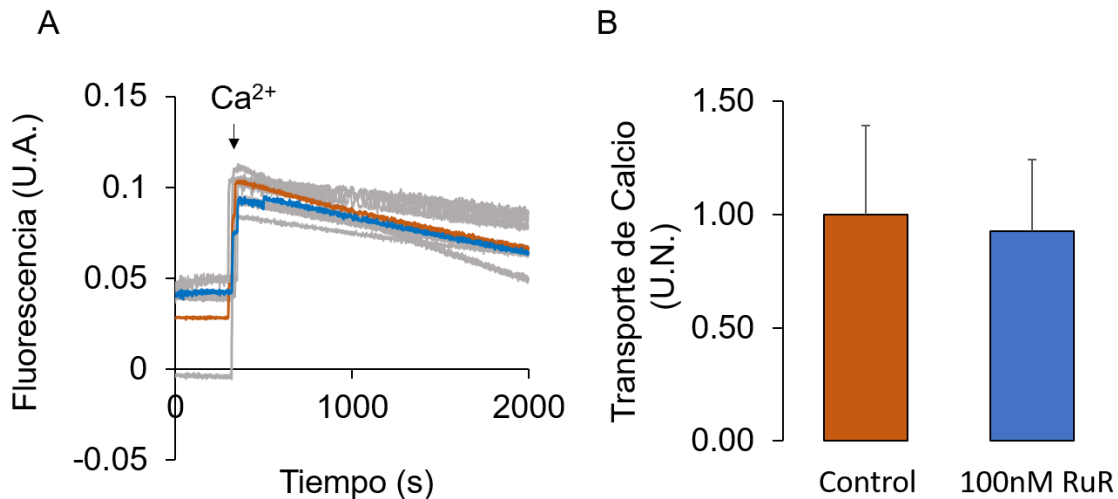 A
Fluorescencia (U.A.)
0.15
0.1
0.05
0
-0.05
Ca²⁺
0
1000
2000
Tiempo (s)
B
Transporte de Calcio
(U.N.)
1.50
1.00
0.50
0.00
Control
100nM RuR